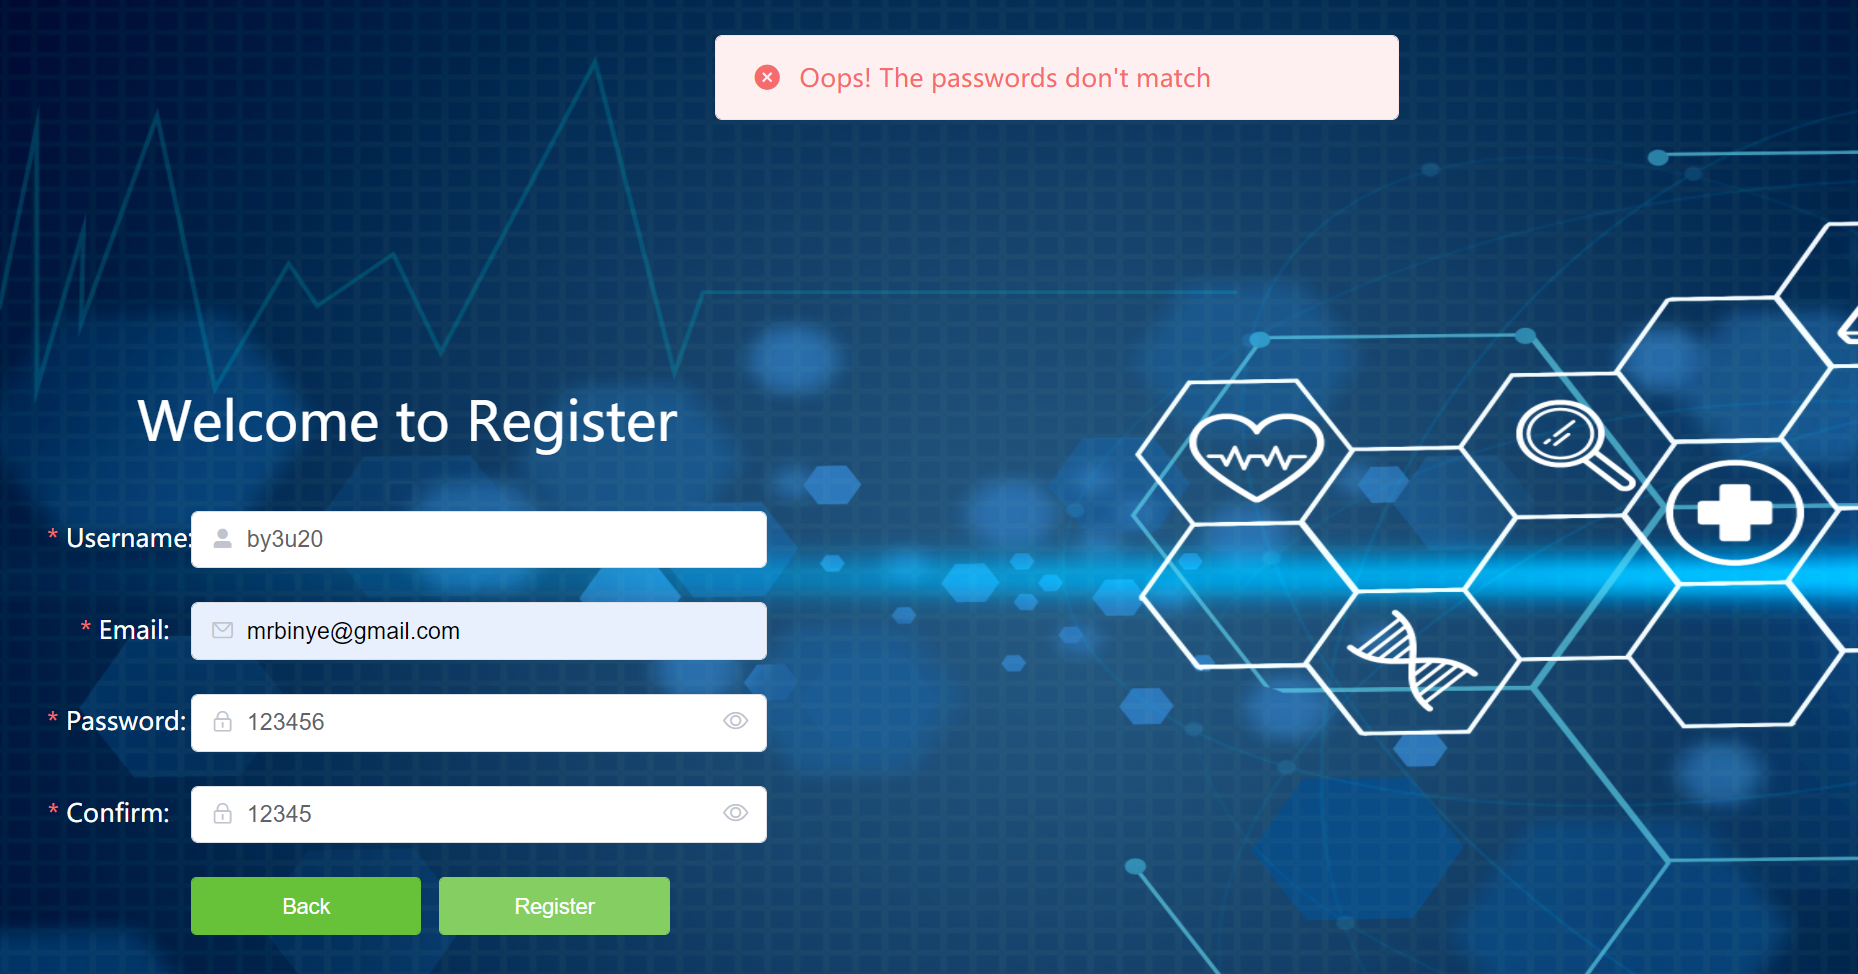 Oops! The passwords don't match
Welcome to Register
* Username: by3u20
* Email: mrbinye@gmail.com
* Password: 123456
* Confirm: 12345
Back Register